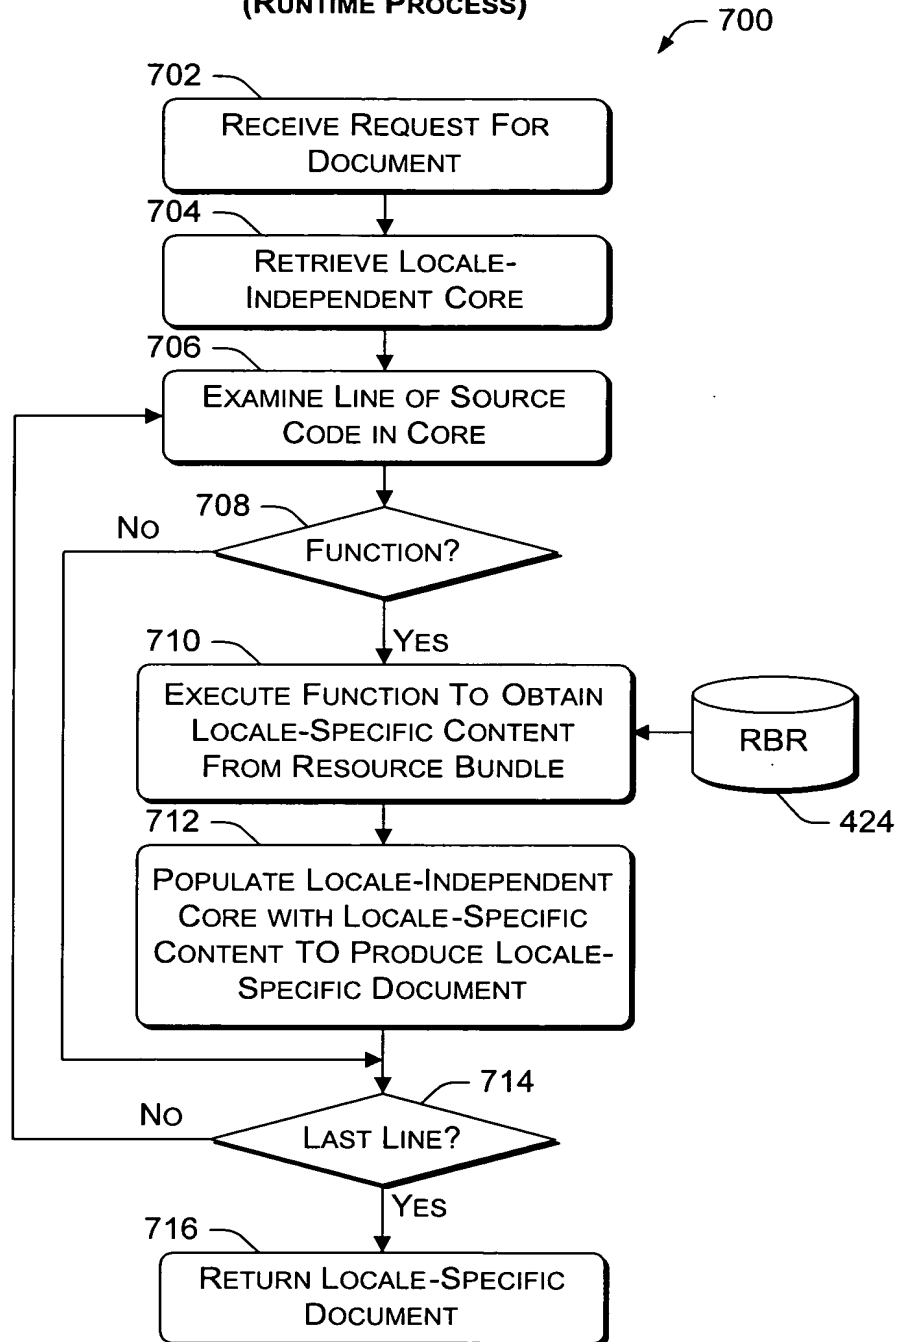 (RUNTIME PROCESS)
700
702
RECEIVE REQUEST FOR
DOCUMENT
704
RETRIEVE LOCALE-
INDEPENDENT CORE
706
EXAMINE LINE OF SOURCE
CODE IN CORE
708
NO
FUNCTION?
YES
710
EXECUTE FUNCTION TO OBTAIN
LOCALE-SPECIFIC CONTENT
FROM RESOURCE BUNDLE
RBR
424
712
POPULATE LOCALE-INDEPENDENT
CORE WITH LOCALE-SPECIFIC
CONTENT TO PRODUCE LOCALE-
SPECIFIC DOCUMENT
714
NO
LAST LINE?
YES
716
RETURN LOCALE-SPECIFIC
DOCUMENT